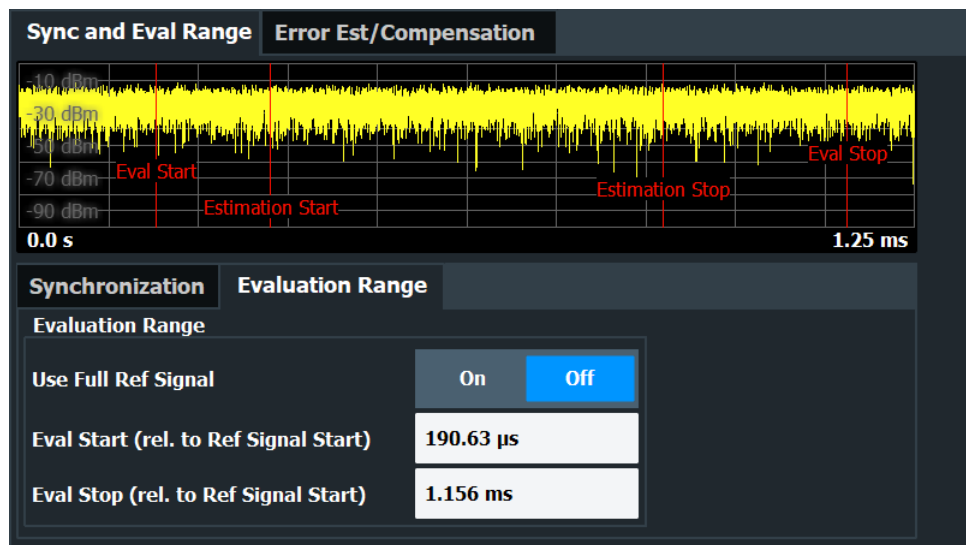 Sync and Eval Range Error Est/Compensation
-10 dBm
-30 dBm
-50 dBm
Eval Stop
-70 dBm Eval Start
Estimation Stop
-90 dBm Estimation Start
0.0 s 1.25 ms
Synchronization Evaluation Range
Evaluation Range
Use Full Ref Signal On Off
Eval Start (rel. to Ref Signal Start) 190.63 µs
Eval Stop (rel. to Ref Signal Start) 1.156 ms